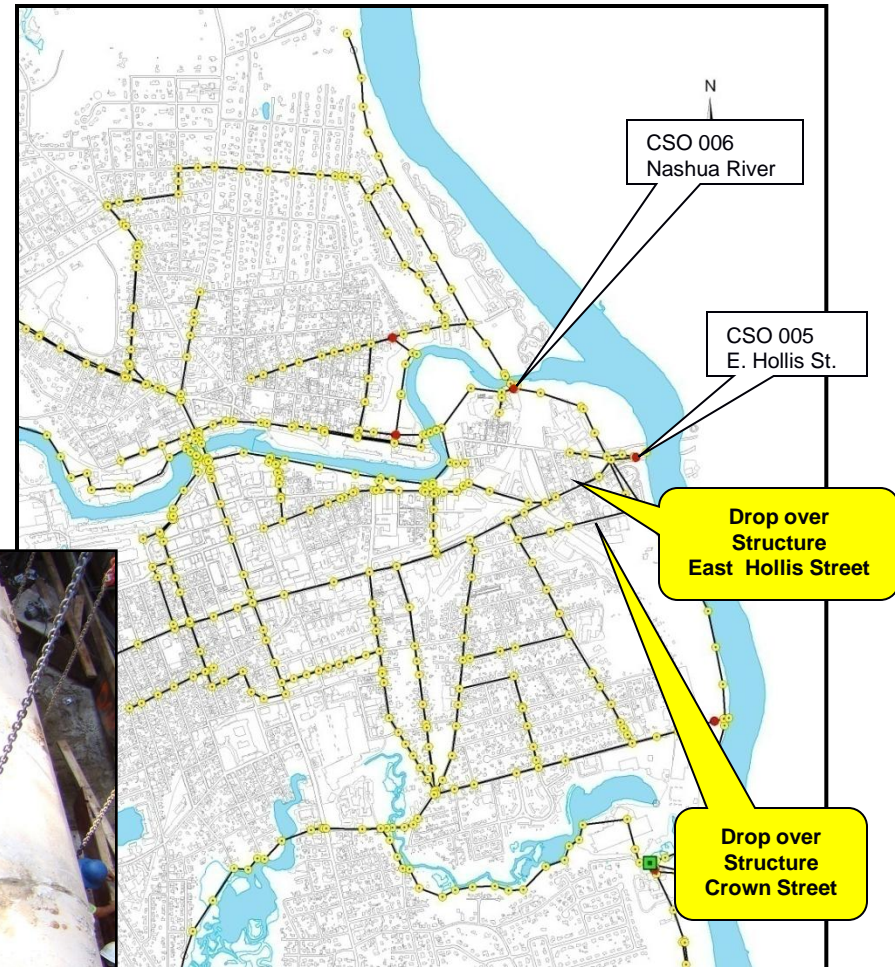 N
CSO 006
Nashua River
CSO 005
E. Hollis St.
Drop over
Structure
East Hollis Street
Drop over
Structure
Crown Street